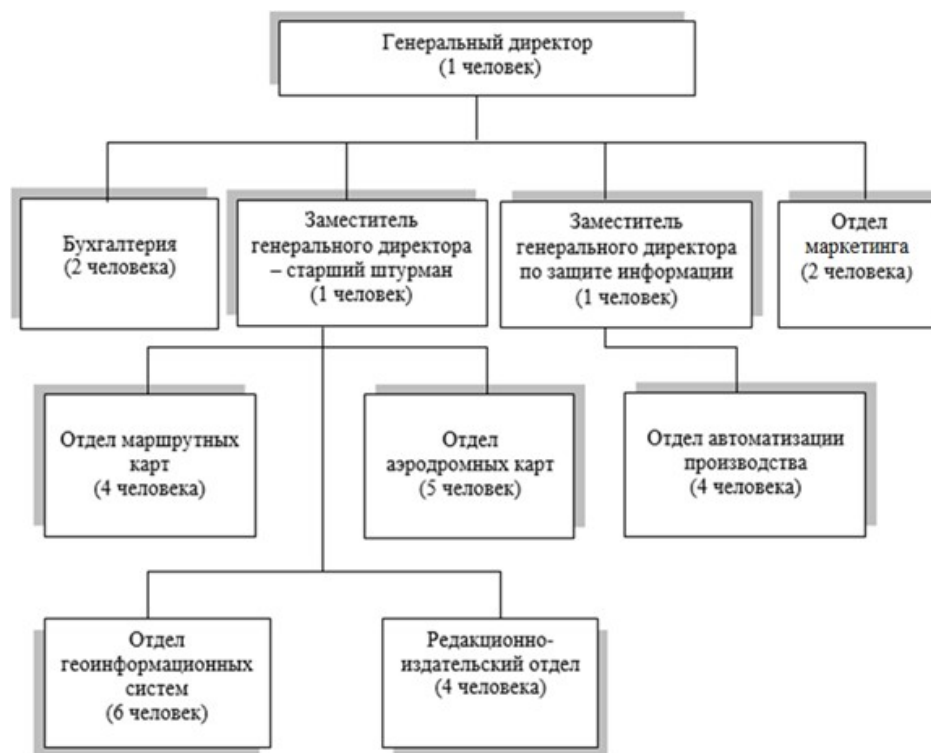 Генеральный директор
(1 человек)
Бухгалтерия
(2 человека)
Заместитель
генерального директора
– старший штурман
(1 человек)
Заместитель
генерального директора
по защите информации
(1 человек)
Отдел
маркетинга
(2 человека)
Отдел маршрутных
карт
(4 человека)
Отдел
аэродромных карт
(5 человек)
Отдел автоматизации
производства
(4 человека)
Отдел
геоинформационных
систем
(6 человек)
Редакционно-
издательский отдел
(4 человека)